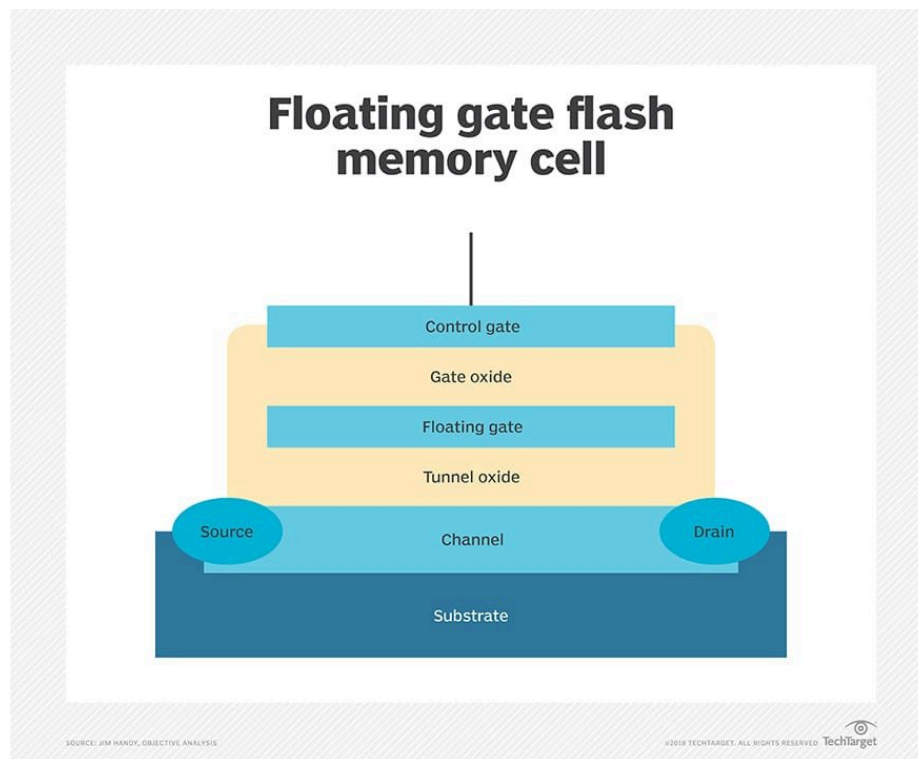 Floating gate flash
memory cell
Control gate
Gate oxide
Floating gate
Tunnel oxide
Source
Channel
Drain
Substrate
SOURCE: JIM HANDY, OBJECTIVE ANALYSIS
©2018 TECHTARGET. ALL RIGHTS RESERVED TechTarget